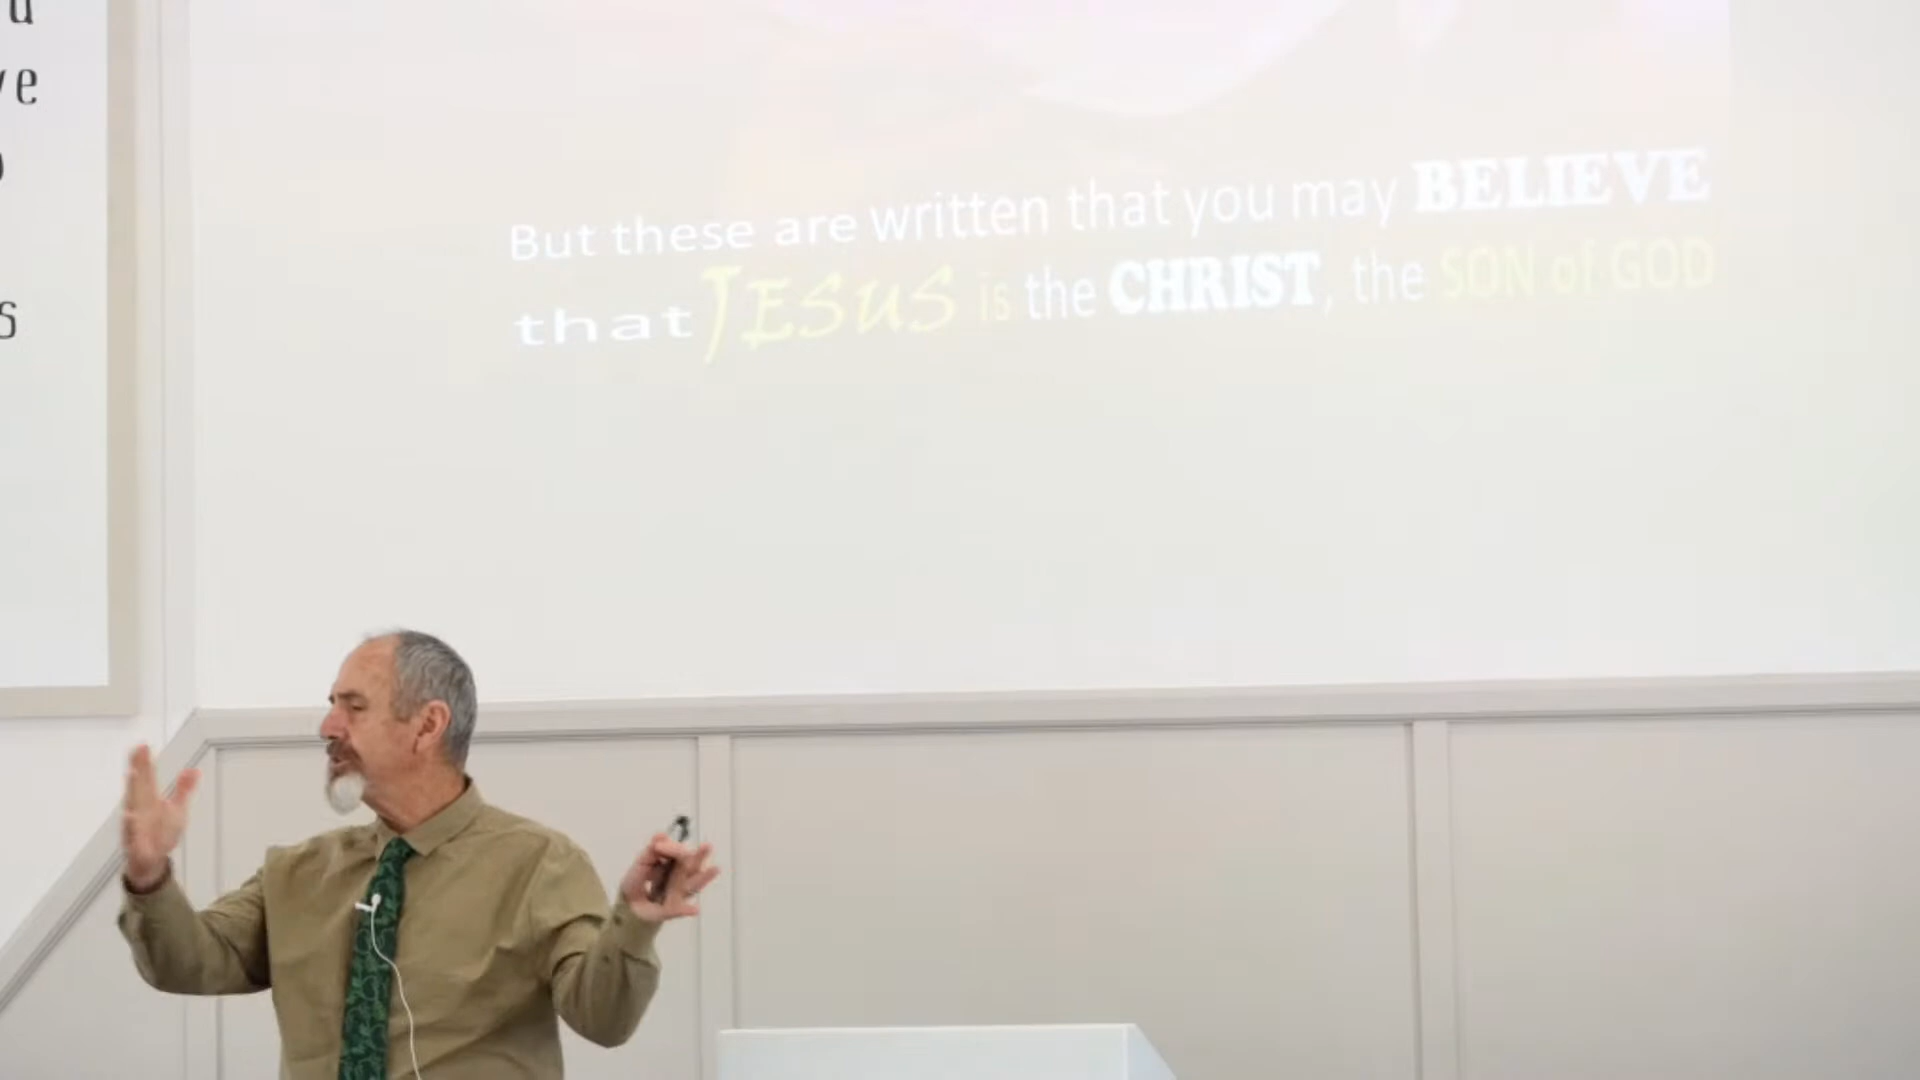 But these are written that you may BELIEVE
that JESUS is the CHRIST, the SON of GOD